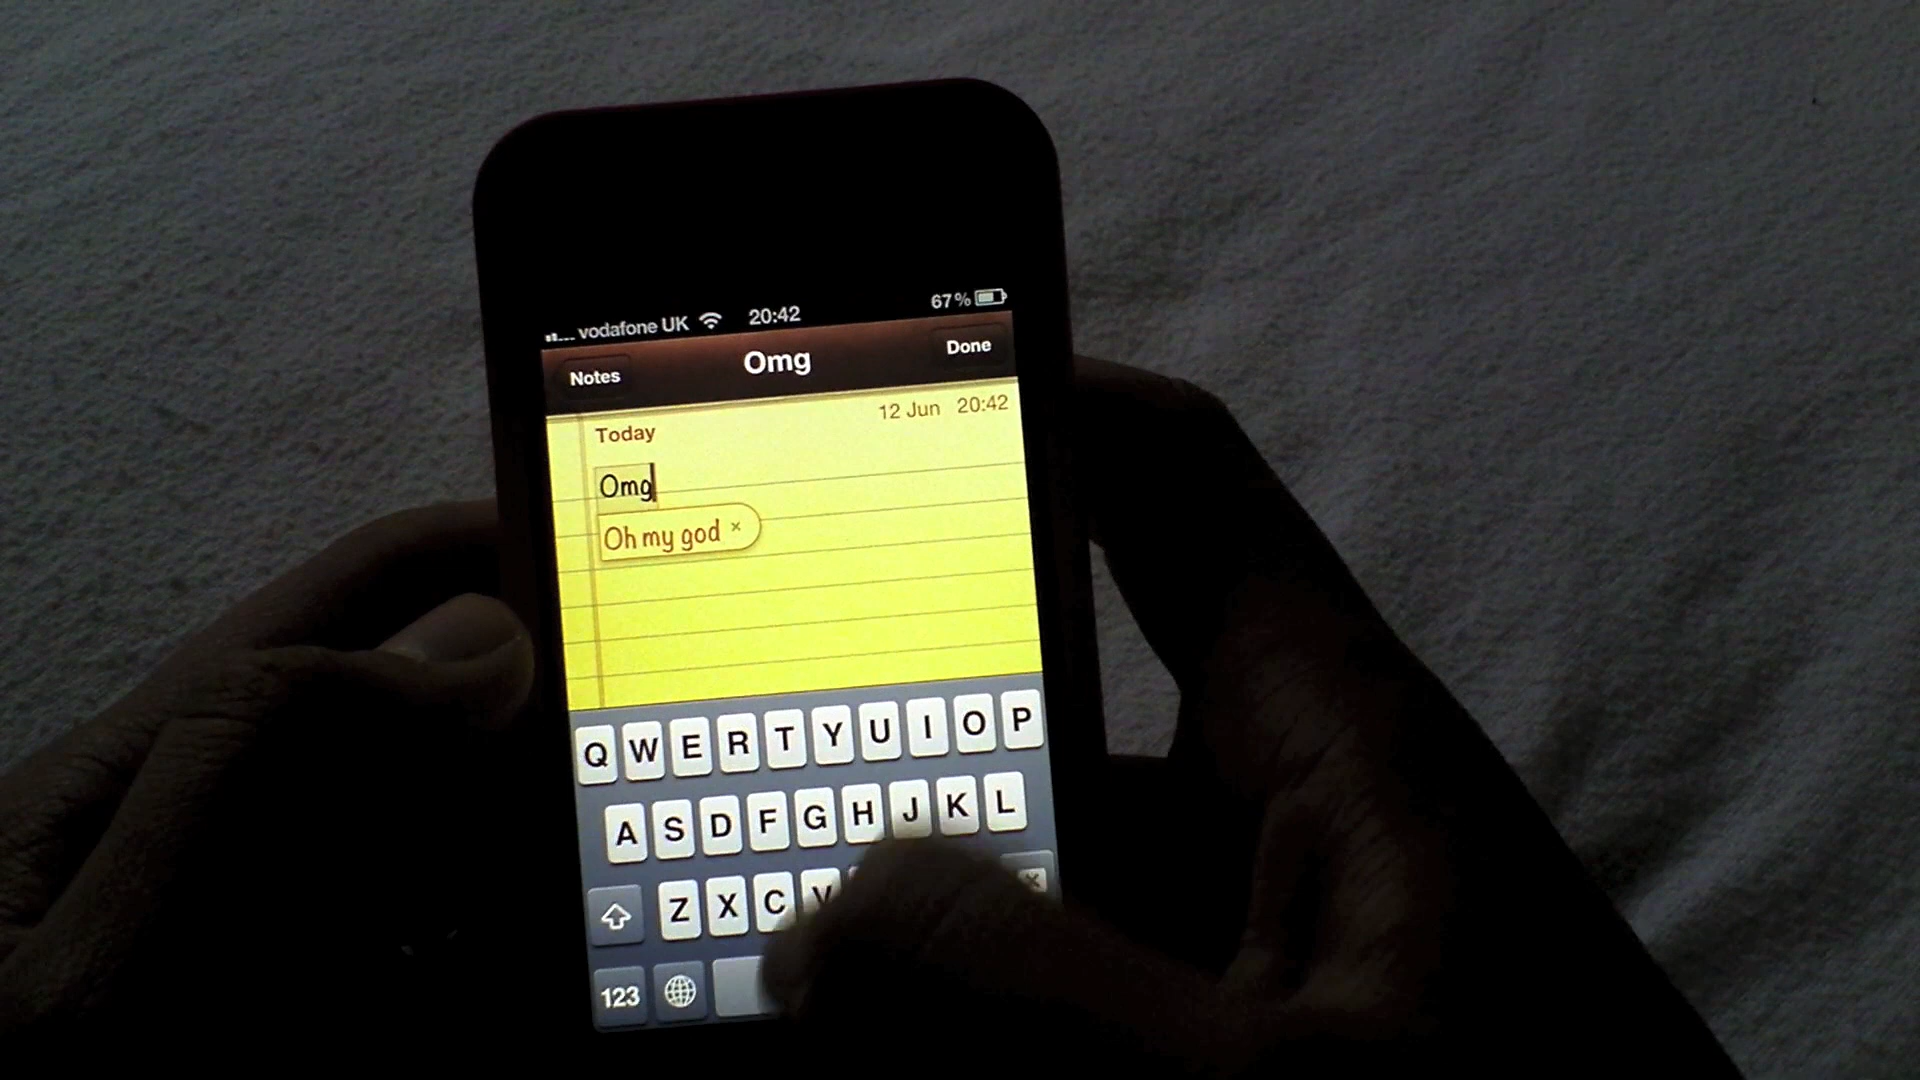 vodafone UK 20:42 67%
Notes Omg Done
Today 12 Jun 20:42
Omg
Oh my god ×
Q W E R T Y U I O P
A S D F G H J K L
Z X C V
123